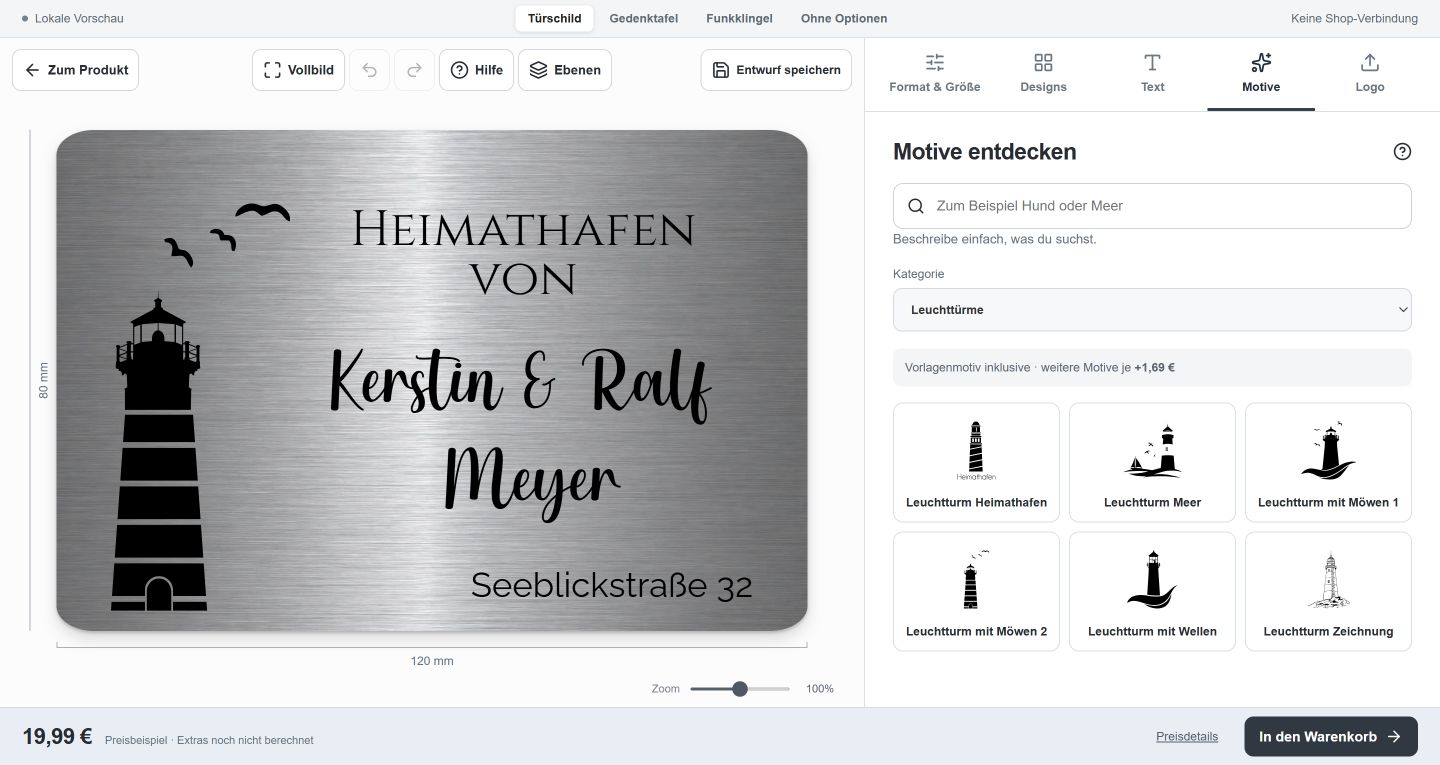 Lokale Vorschau
Türschild
Gedenktafel
Funkklingel
Ohne Optionen
Keine Shop-Verbindung
Zum Produkt
Vollbild
Hilfe
Ebenen
Entwurf speichern
Format & Größe
Designs
Text
Motive
Logo
Heimathafen
von
Kerstin & Ralf
Meyer
Seeblickstraße 32
80 mm
120 mm
Zoom
100%
Motive entdecken
Zum Beispiel Hund oder Meer
Beschreibe einfach, was du suchst.
Kategorie
Leuchttürme
Vorlagenmotiv inklusive · weitere Motive je +1,69 €
Heimathafen
Leuchtturm Heimathafen
Leuchtturm Meer
Leuchtturm mit Möwen 1
Leuchtturm mit Möwen 2
Leuchtturm mit Wellen
Leuchtturm Zeichnung
19,99 €
Preisbeispiel · Extras noch nicht berechnet
Preisdetails
In den Warenkorb